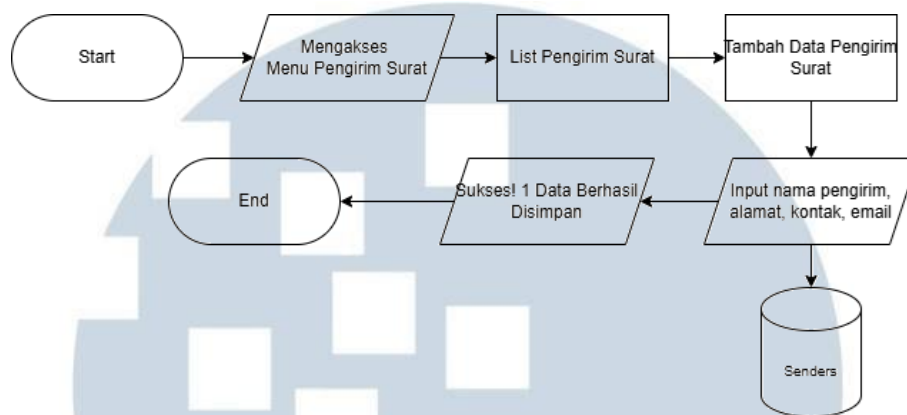 Start
Mengakses
Menu Pengirim Surat
List Pengirim Surat
Tambah Data Pengirim
Surat
Input nama pengirim,
alamat, kontak, email
Sukses! 1 Data Berhasil
Disimpan
End
Senders